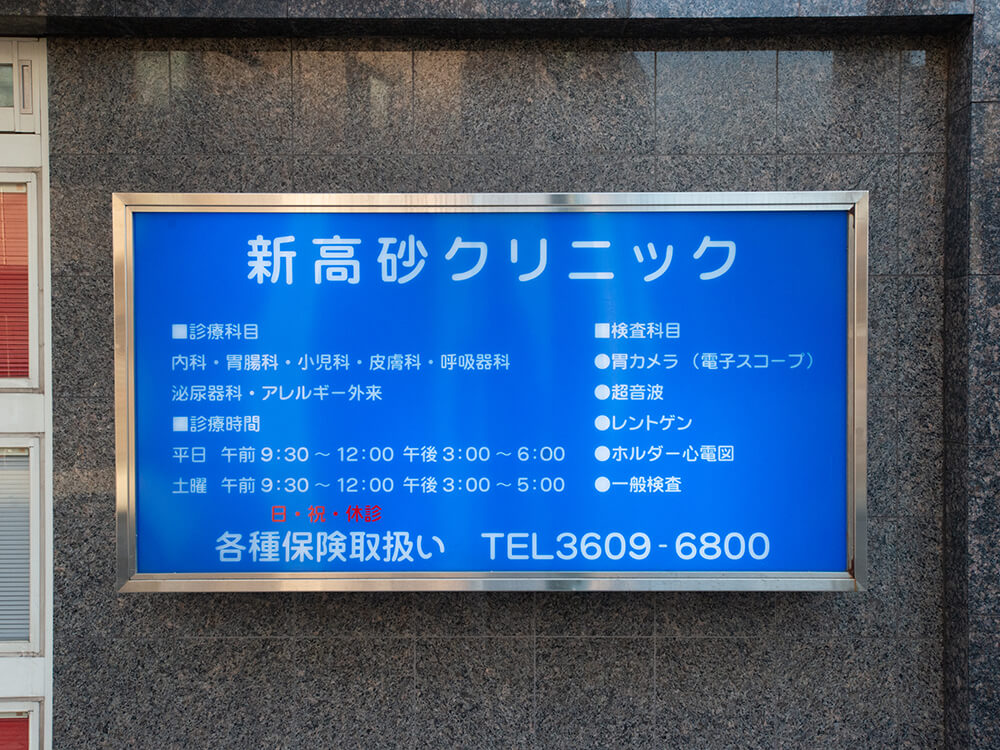 新高砂クリニック
■診療科目
内科・胃腸科・小児科・皮膚科・呼吸器科
泌尿器科・アレルギー外来
■診療時間
平日 午前 9:30 ～ 12:00 午後 3:00 ～ 6:00
土曜 午前 9:30 ～ 12:00 午後 3:00 ～ 5:00
日・祝・休診
■検査科目
●胃カメラ（電子スコープ）
●超音波
●レントゲン
●ホルダー心電図
●一般検査
各種保険取扱い TEL3609-6800